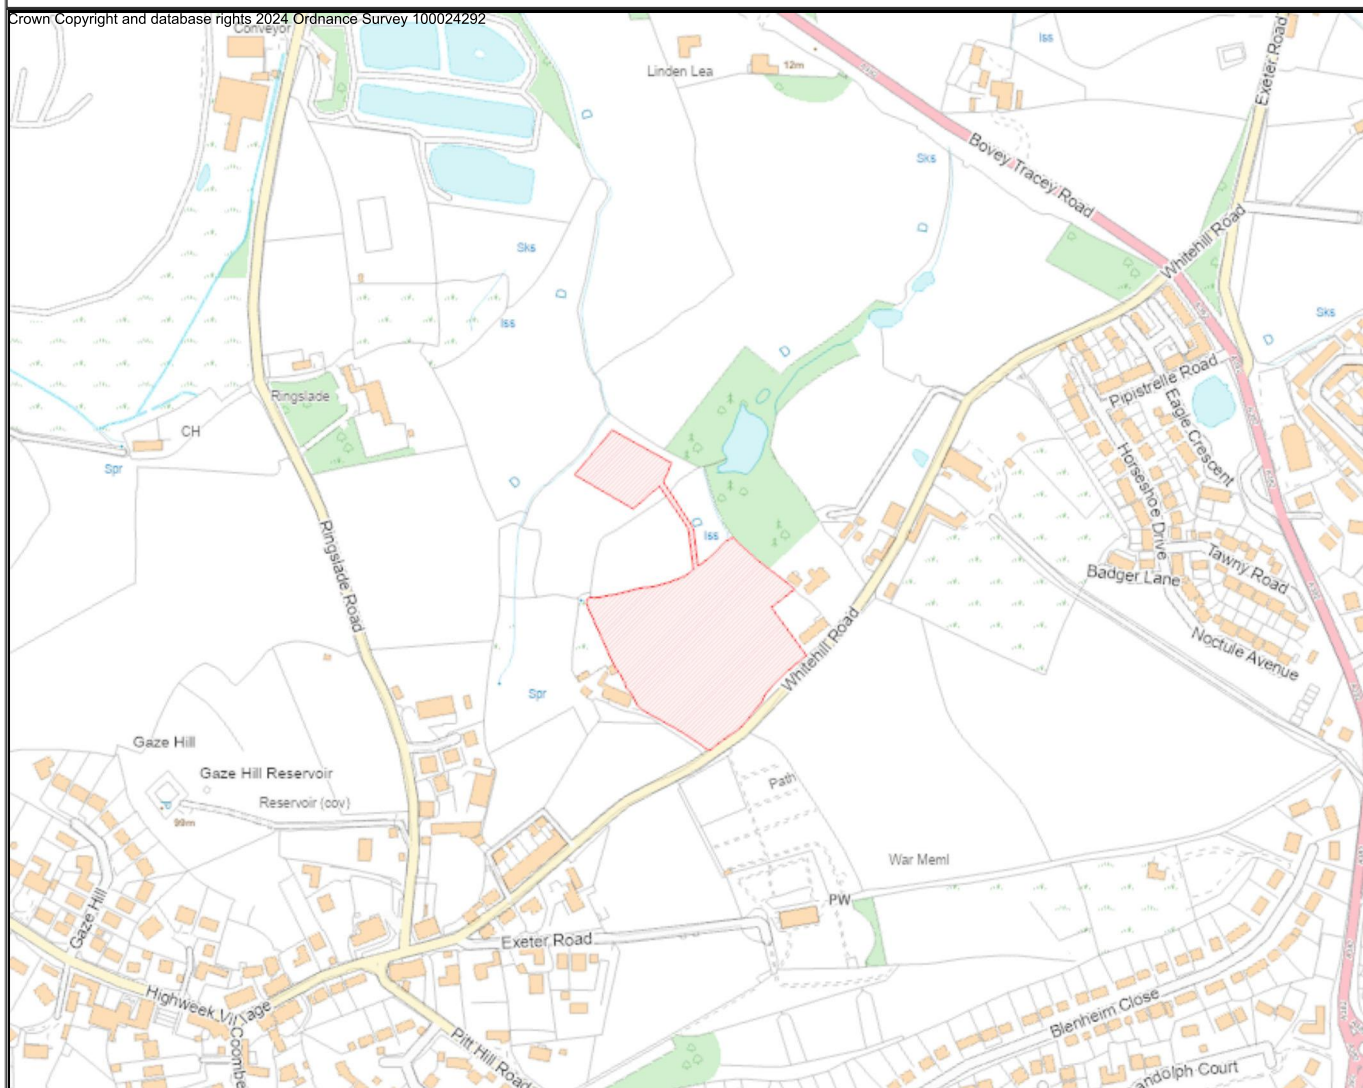 Crown Copyright and database rights 2024 Ordnance Survey 100024292
Conveyor
Linden Lea
12m
Iss
Exeter Road
D
Bovey Tracey Road
Sks
Whitehill Road
D
Sks
D
Iss
Sks
D
D
Pipistrelle Road
Eagle Crescent
Ringslade
CH
Spr
Horseshoe Drive
D
D
Iss
Ringslade Road
Tawny Road
Badger Lane
Noctule Avenue
Whitehill Road
Spr
Gaze Hill
Gaze Hill Reservoir
Reservoir (cov)
99m
Path
War Meml
PW
Gaze Hill
Exeter Road
Highweek Village
Coombe
Pitt Hill Road
Blenheim Close
andolph Court